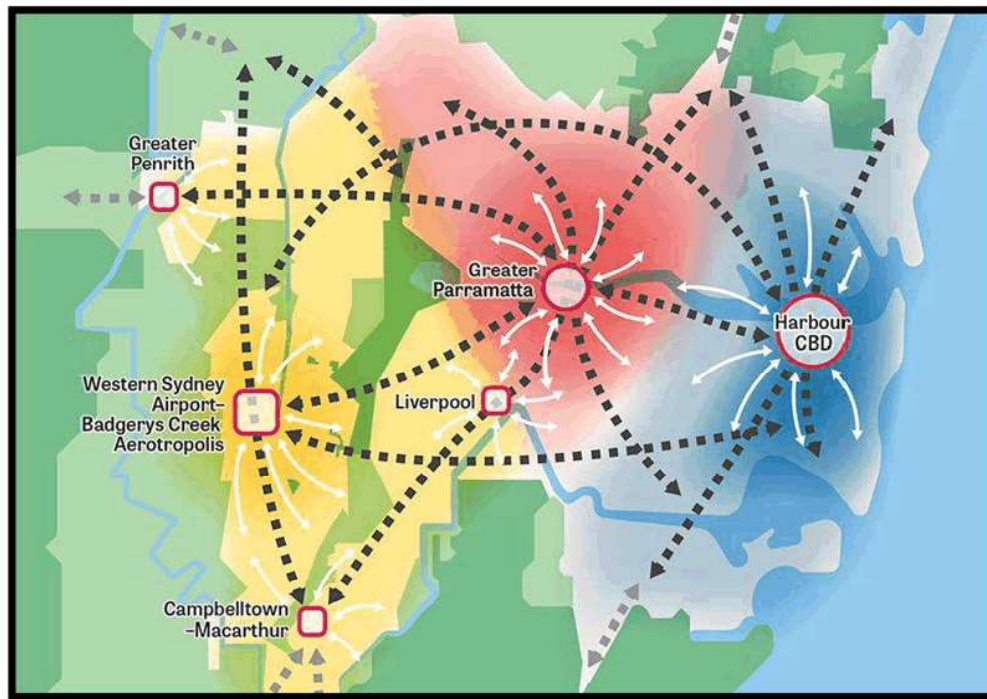 Greater
Penrith
Greater
Parramatta
Harbour
CBD
Western Sydney
Airport–
Badgerys Creek
Aerotropolis
Liverpool
Campbelltown
–Macarthur